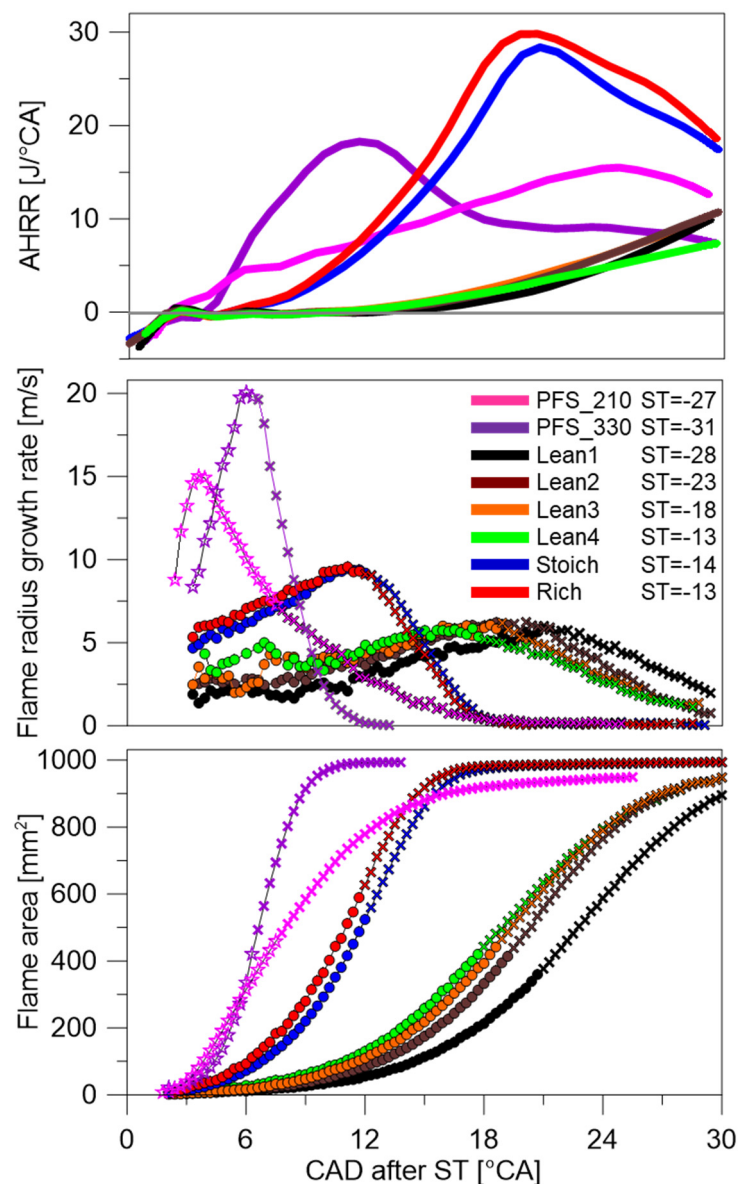 30
20
10
0
AHRR [J/°CA]
20
15
10
5
0
Flame radius growth rate [m/s]
PFS_210 ST=-27
PFS_330 ST=-31
Lean1 ST=-28
Lean2 ST=-23
Lean3 ST=-18
Lean4 ST=-13
Stoich ST=-14
Rich ST=-13
1000
800
600
400
200
0
Flame area [mm²]
0 6 12 18 24 30
CAD after ST [°CA]